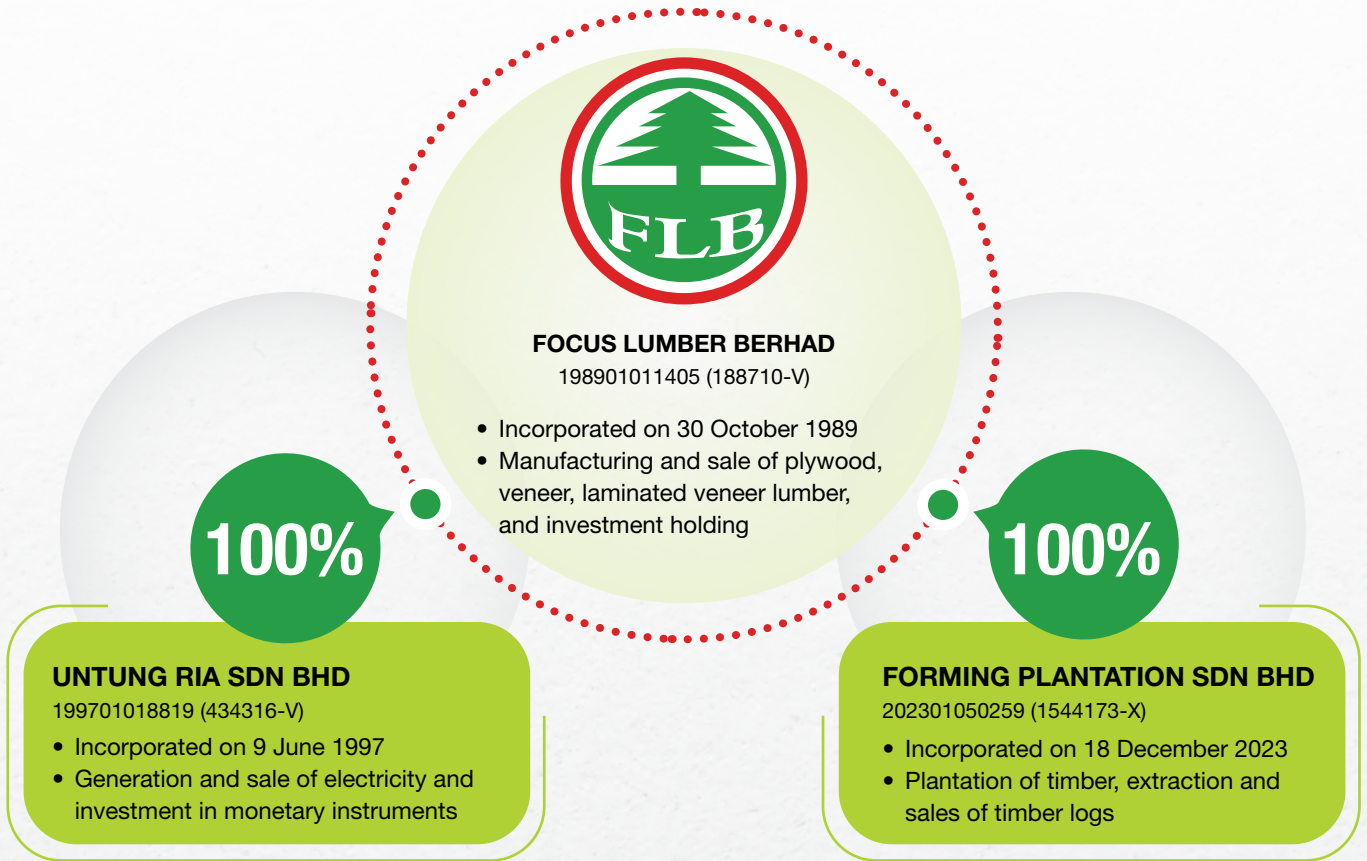 FLB
FOCUS LUMBER BERHAD
198901011405 (188710-V)
• Incorporated on 30 October 1989
• Manufacturing and sale of plywood,
veneer, laminated veneer lumber,
and investment holding
100%
UNTUNG RIA SDN BHD
199701018819 (434316-V)
• Incorporated on 9 June 1997
• Generation and sale of electricity and
investment in monetary instruments
100%
FORMING PLANTATION SDN BHD
202301050259 (1544173-X)
• Incorporated on 18 December 2023
• Plantation of timber, extraction and
sales of timber logs